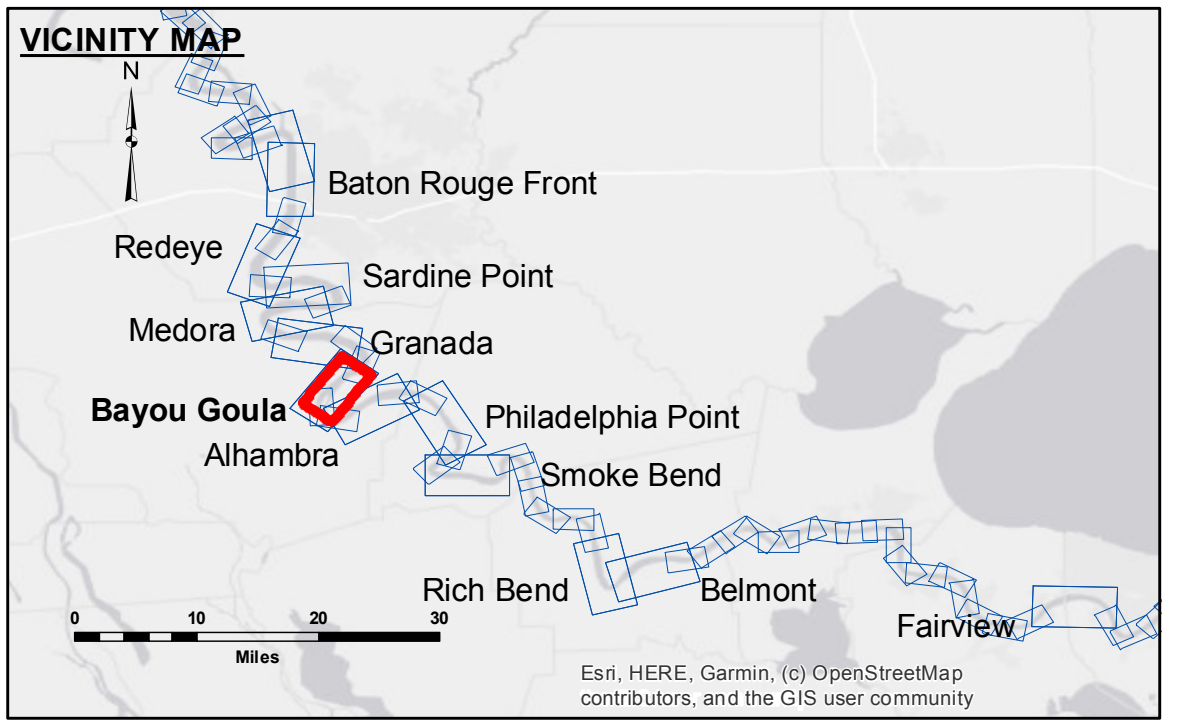 VICINITY MAP
N
Baton Rouge Front
Redeye
Sardine Point
Medora
Granada
Bayou Goula
Philadelphia Point
Alhambra
Smoke Bend
Rich Bend
Belmont
Fairview
0 10 20 30
Miles
Esri, HERE, Garmin, (c) OpenStreetMap
contributors, and the GIS user community